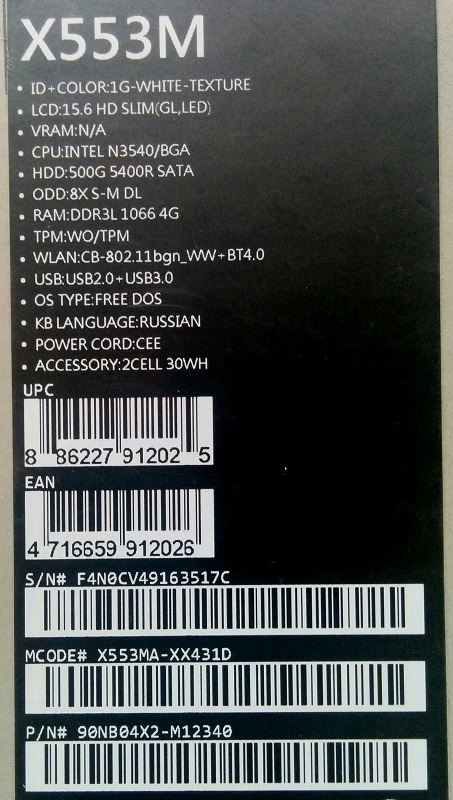 X553M
• ID+COLOR:1G-WHITE-TEXTURE
• LCD:15.6 HD SLIM(GL,LED)
• VRAM:N/A
• CPU:INTEL N3540/BGA
• HDD:500G 5400R SATA
• ODD:8X S-M DL
• RAM:DDR3L 1066 4G
• TPM:WO/TPM
• WLAN:CB-802.11bgn_WW+BT4.0
• USB:USB2.0+USB3.0
• OS TYPE:FREE DOS
• KB LANGUAGE:RUSSIAN
• POWER CORD:CEE
• ACCESSORY:2CELL 30WH
UPC
8 86227 91202 5
EAN
4 716659 912026
S/N# F4N0CV49163517C
MCODE# X553MA-XX431D
P/N# 90NB04X2-M12340